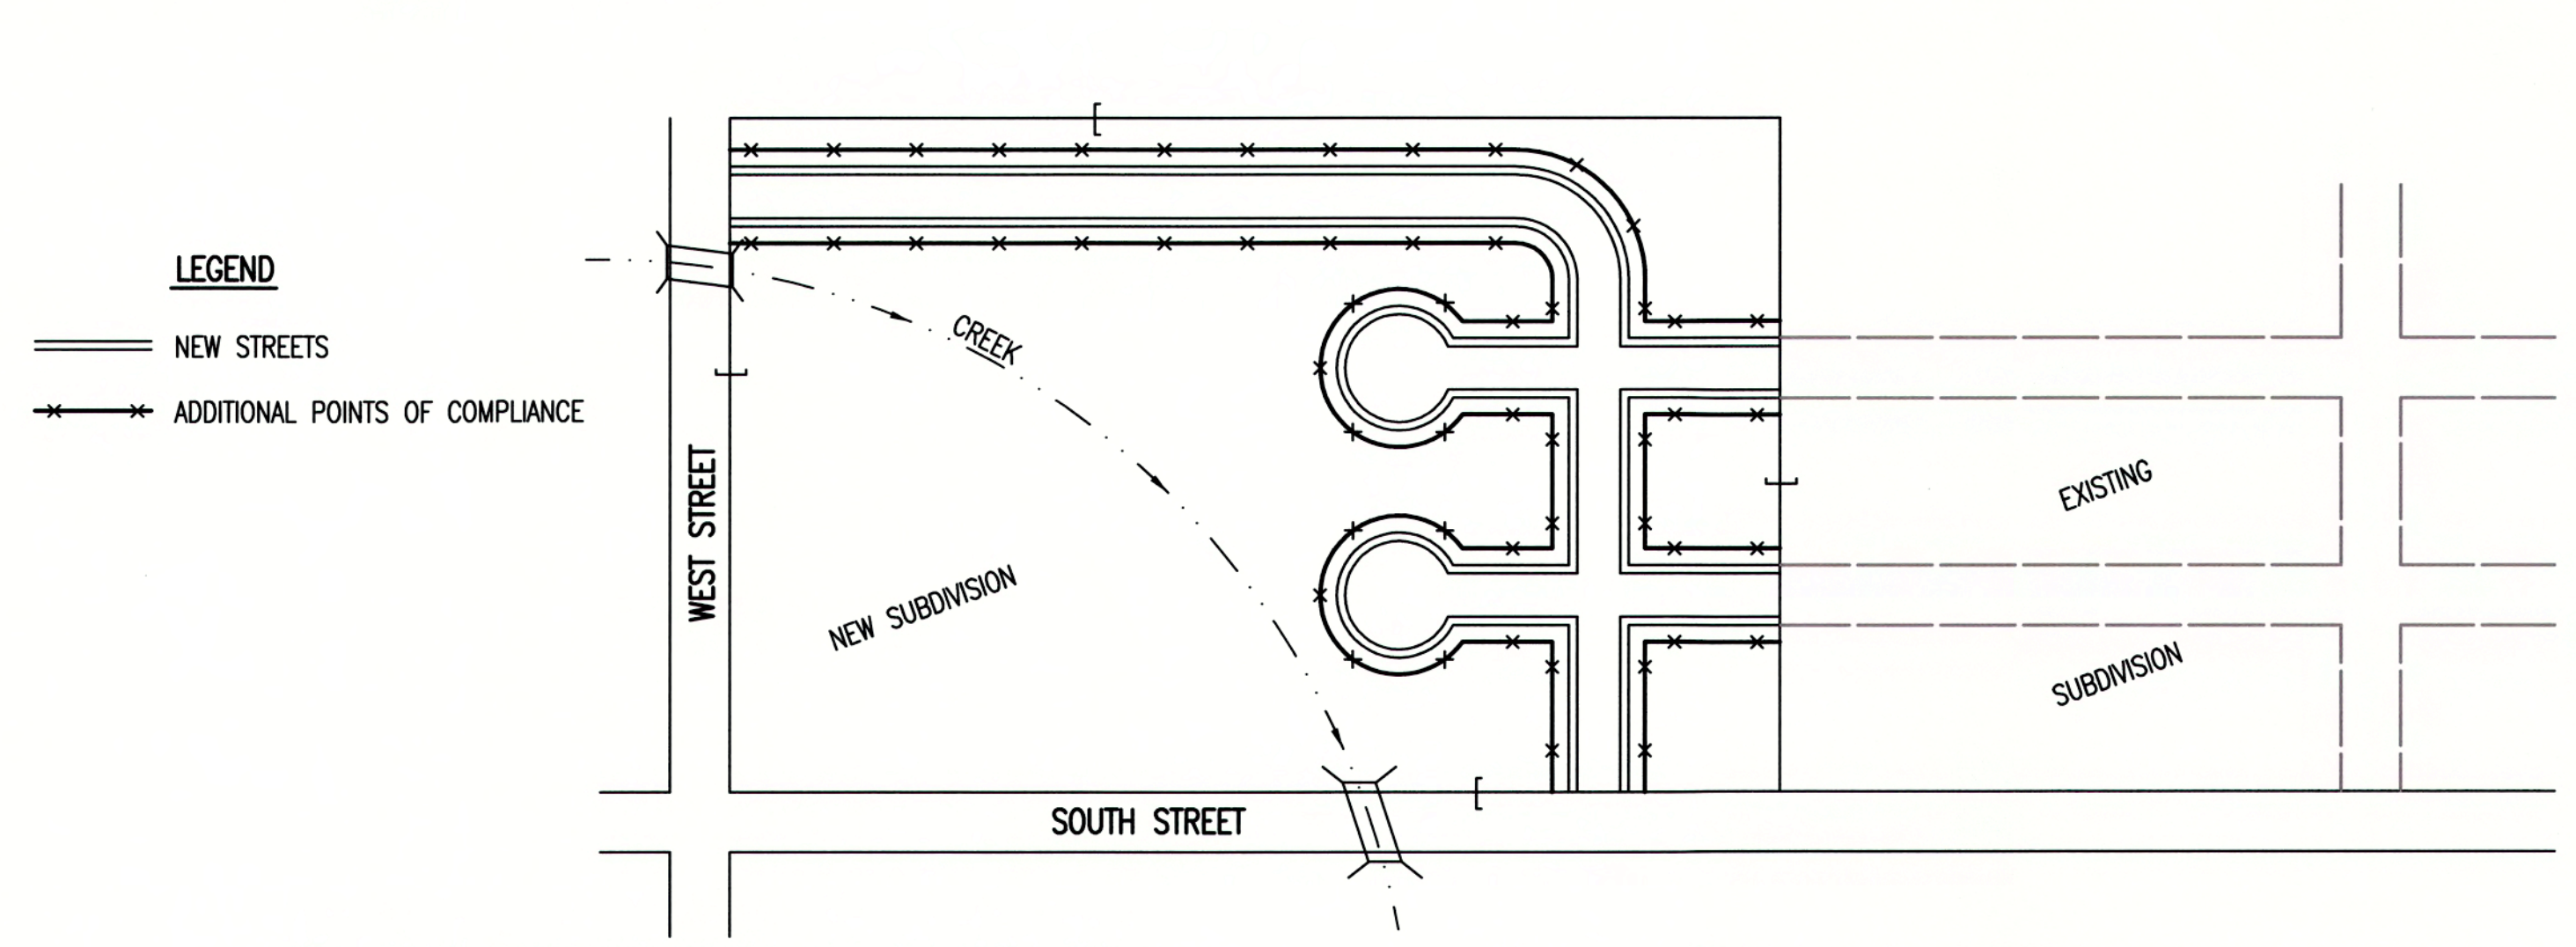 LEGEND
NEW STREETS
ADDITIONAL POINTS OF COMPLIANCE
CREEK
WEST STREET
NEW SUBDIVISION
SOUTH STREET
EXISTING
SUBDIVISION